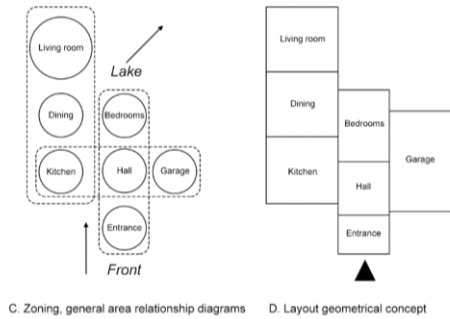 Living room
Lake
Dining
Bedrooms
Kitchen
Hall
Garage
Entrance
Front
C. Zoning, general area relationship diagrams
Living room
Dining
Bedrooms
Kitchen
Garage
Hall
Entrance
D. Layout geometrical concept